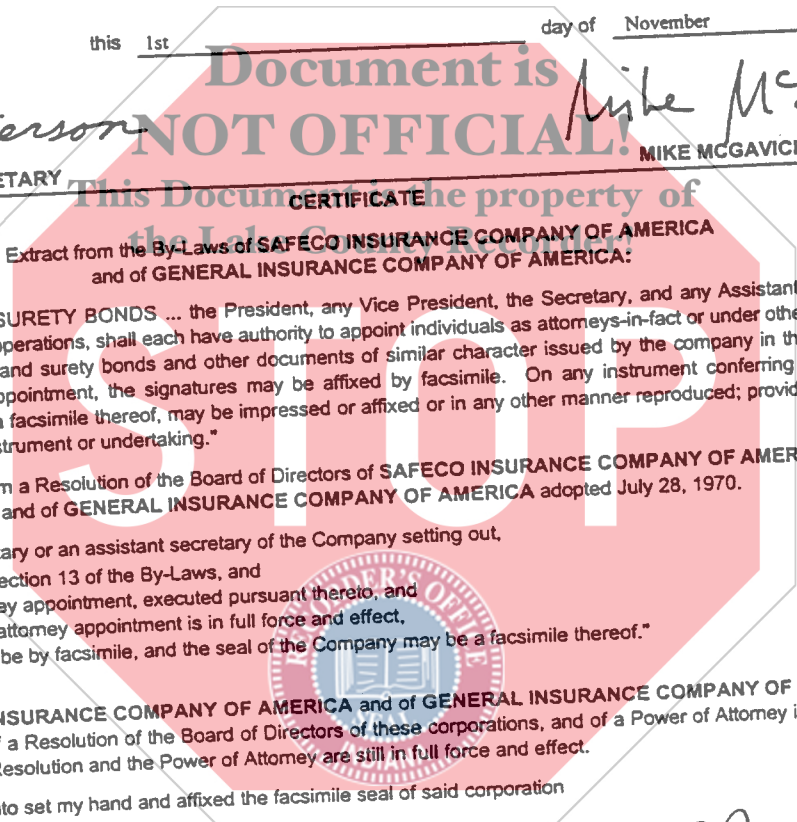 this 1st day of November
Mike Mc
erson
MIKE MCGAVICK
ETARY
CERTIFICATE
Extract from the By-Laws of SAFECO INSURANCE COMPANY OF AMERICA
and of GENERAL INSURANCE COMPANY OF AMERICA:
SURETY BONDS ... the President, any Vice President, the Secretary, and any Assistant
operations, shall each have authority to appoint individuals as attorneys-in-fact or under othe
and surety bonds and other documents of similar character issued by the company in th
ppointment, the signatures may be affixed by facsimile. On any instrument conferring
facsimile thereof, may be impressed or affixed or in any other manner reproduced; provid
strument or undertaking."
m a Resolution of the Board of Directors of SAFECO INSURANCE COMPANY OF AMER
and of GENERAL INSURANCE COMPANY OF AMERICA adopted July 28, 1970.
ary or an assistant secretary of the Company setting out,
ection 13 of the By-Laws, and
ey appointment, executed pursuant thereto, and
attorney appointment is in full force and effect,
be by facsimile, and the seal of the Company may be a facsimile thereof."
NSURANCE COMPANY OF AMERICA and of GENERAL INSURANCE COMPANY OF
a Resolution of the Board of Directors of these corporations, and of a Power of Attorney i
Resolution and the Power of Attorney are still in full force and effect.
nto set my hand and affixed the facsimile seal of said corporation
Document is
NOT OFFICIAL!
This Document is the property of
the Lake County Recorder!
STOP
RECORDER'S OFFICE
SEAL
INDIANA